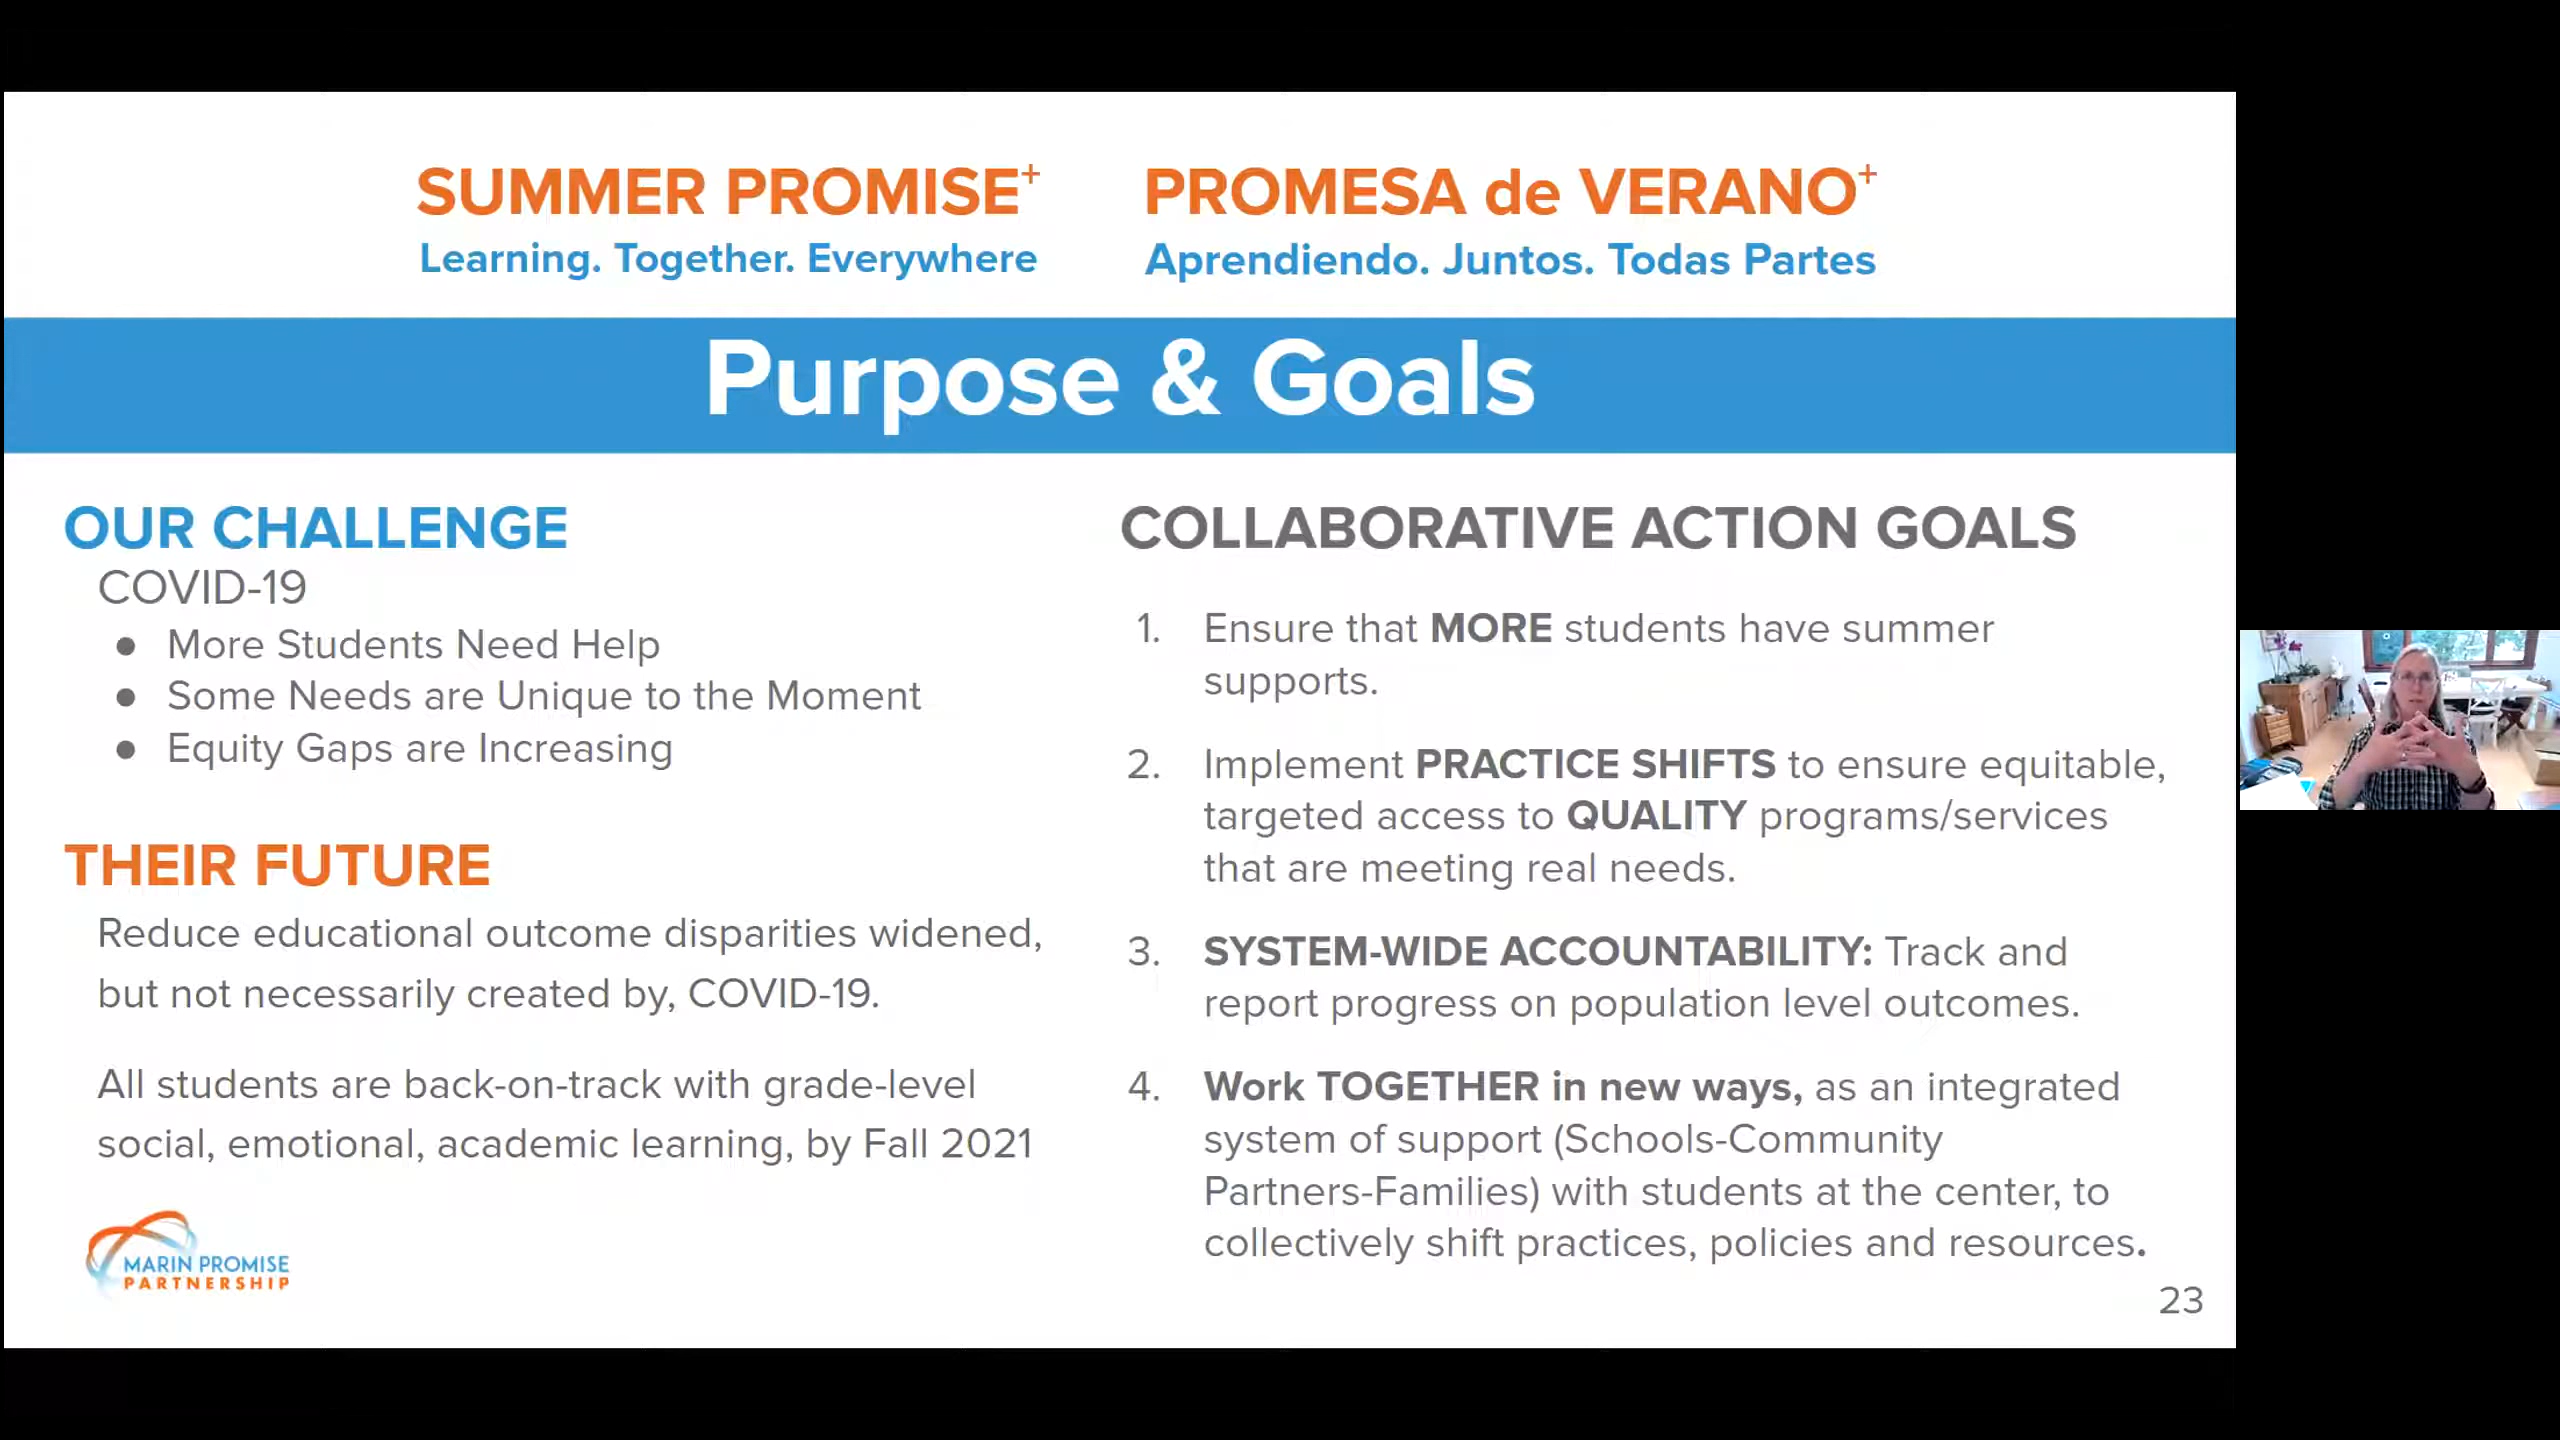 SUMMER PROMISE+
Learning. Together. Everywhere
PROMESA de VERANO+
Aprendiendo. Juntos. Todas Partes
Purpose & Goals
OUR CHALLENGE
COVID-19
● More Students Need Help
● Some Needs are Unique to the Moment
● Equity Gaps are Increasing
THEIR FUTURE
Reduce educational outcome disparities widened,
but not necessarily created by, COVID-19.
All students are back-on-track with grade-level
social, emotional, academic learning, by Fall 2021
MARIN PROMISE
PARTNERSHIP
COLLABORATIVE ACTION GOALS
1. Ensure that MORE students have summer
supports.
2. Implement PRACTICE SHIFTS to ensure equitable,
targeted access to QUALITY programs/services
that are meeting real needs.
3. SYSTEM-WIDE ACCOUNTABILITY: Track and
report progress on population level outcomes.
4. Work TOGETHER in new ways, as an integrated
system of support (Schools-Community
Partners-Families) with students at the center, to
collectively shift practices, policies and resources.
23